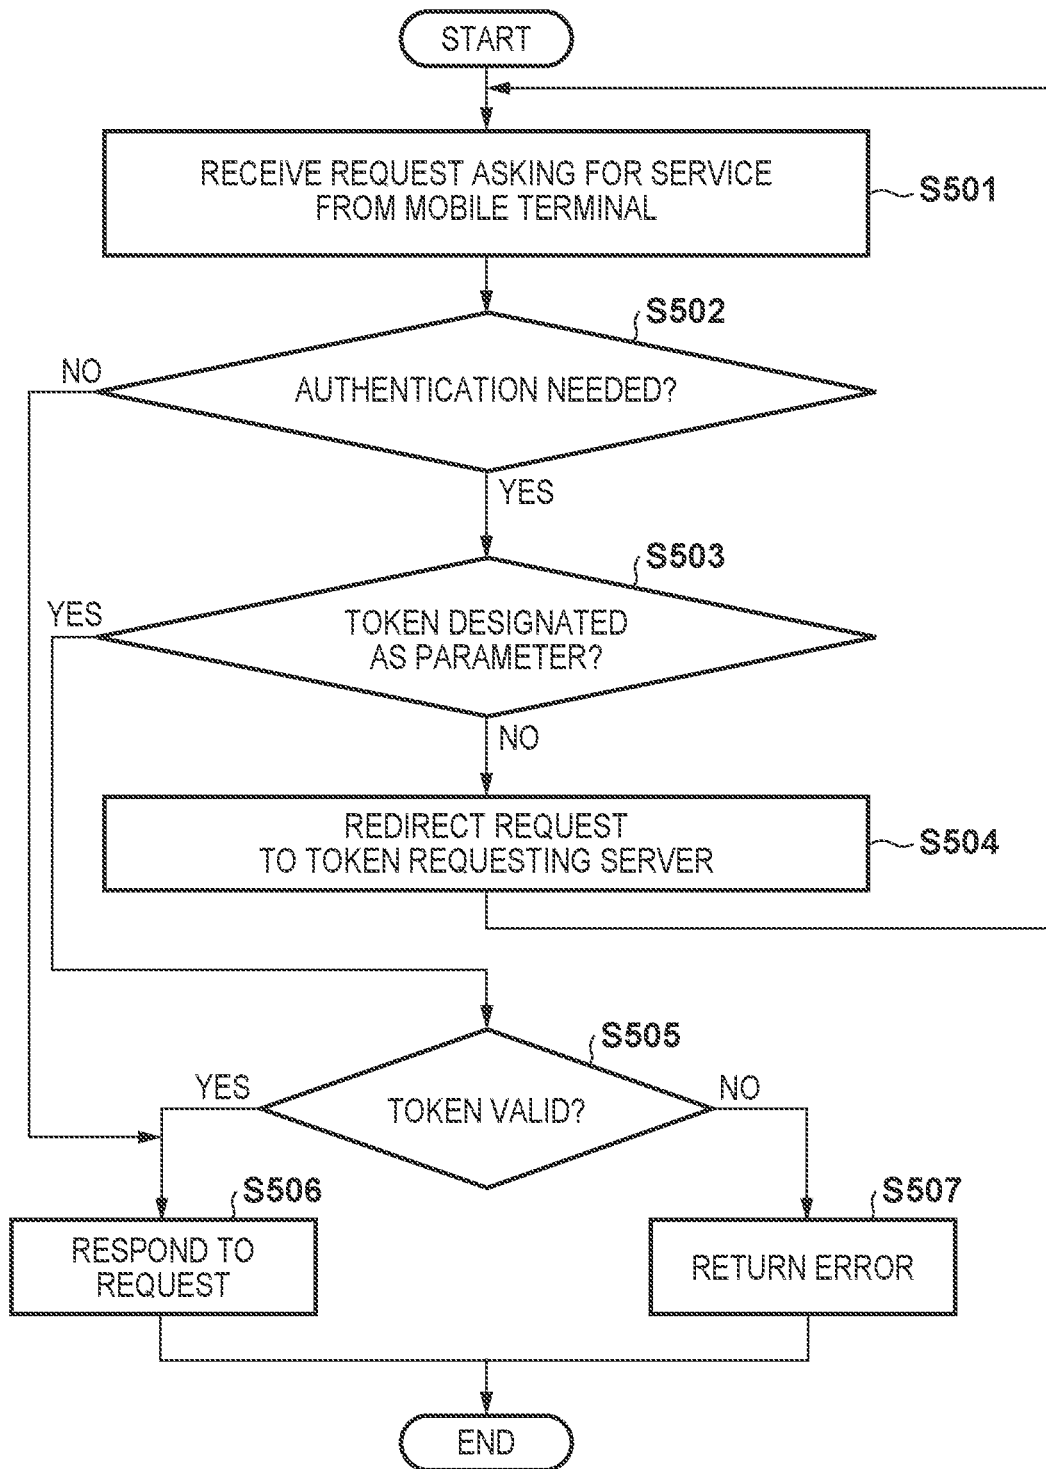 START
RECEIVE REQUEST ASKING FOR SERVICE
FROM MOBILE TERMINAL
S501
S502
NO
AUTHENTICATION NEEDED?
YES
S503
YES
TOKEN DESIGNATED
AS PARAMETER?
NO
REDIRECT REQUEST
TO TOKEN REQUESTING SERVER
S504
S505
YES
NO
TOKEN VALID?
S506
S507
RESPOND TO
REQUEST
RETURN ERROR
END